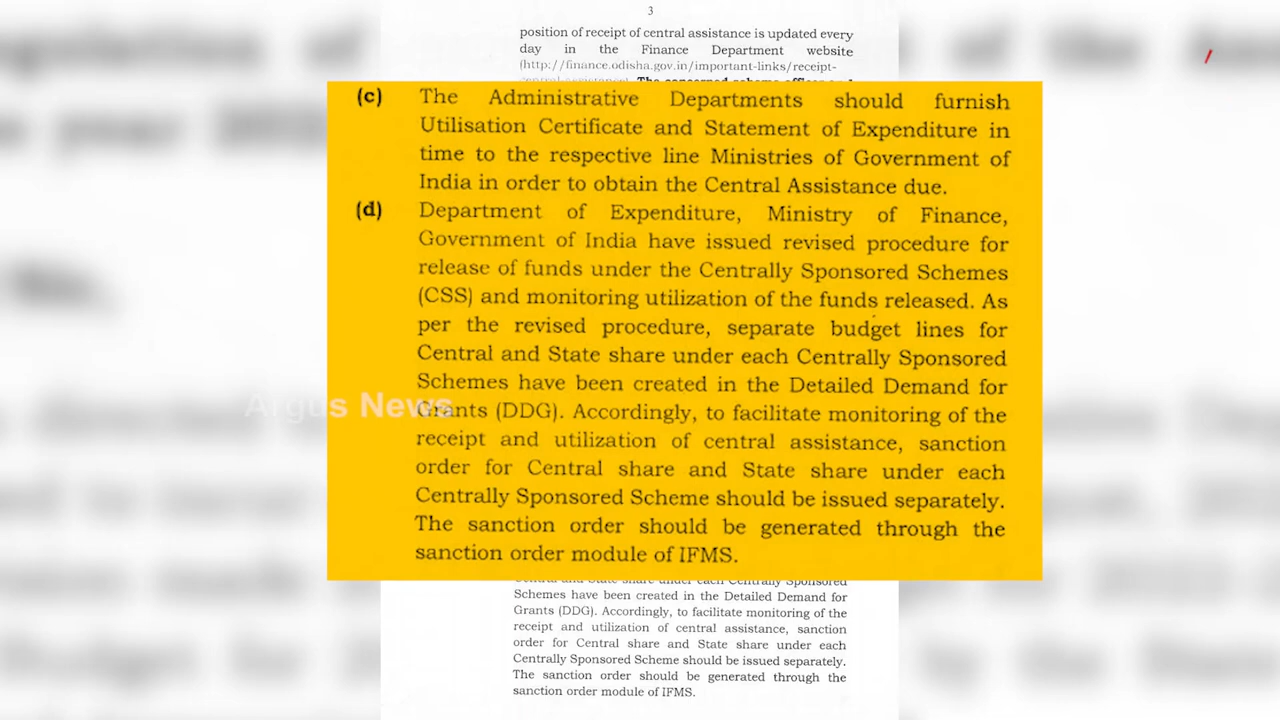 3
position of receipt of central assistance is updated every
day in the Finance Department website
(http://finance.odisha.gov.in/important-links/receipt-
(c) The Administrative Departments should furnish
Utilisation Certificate and Statement of Expenditure in
time to the respective line Ministries of Government of
India in order to obtain the Central Assistance due.
(d) Department of Expenditure, Ministry of Finance,
Government of India have issued revised procedure for
release of funds under the Centrally Sponsored Schemes
(CSS) and monitoring utilization of the funds released. As
per the revised procedure, separate budget lines for
Central and State share under each Centrally Sponsored
Schemes have been created in the Detailed Demand for
Grants (DDG). Accordingly, to facilitate monitoring of the
receipt and utilization of central assistance, sanction
order for Central share and State share under each
Centrally Sponsored Scheme should be issued separately.
The sanction order should be generated through the
sanction order module of IFMS.
Argus News
Central and State share under each Centrally Sponsored
Schemes have been created in the Detailed Demand for
Grants (DDG). Accordingly, to facilitate monitoring of the
receipt and utilization of central assistance, sanction
order for Central share and State share under each
Centrally Sponsored Scheme should be issued separately.
The sanction order should be generated through the
sanction order module of IFMS.